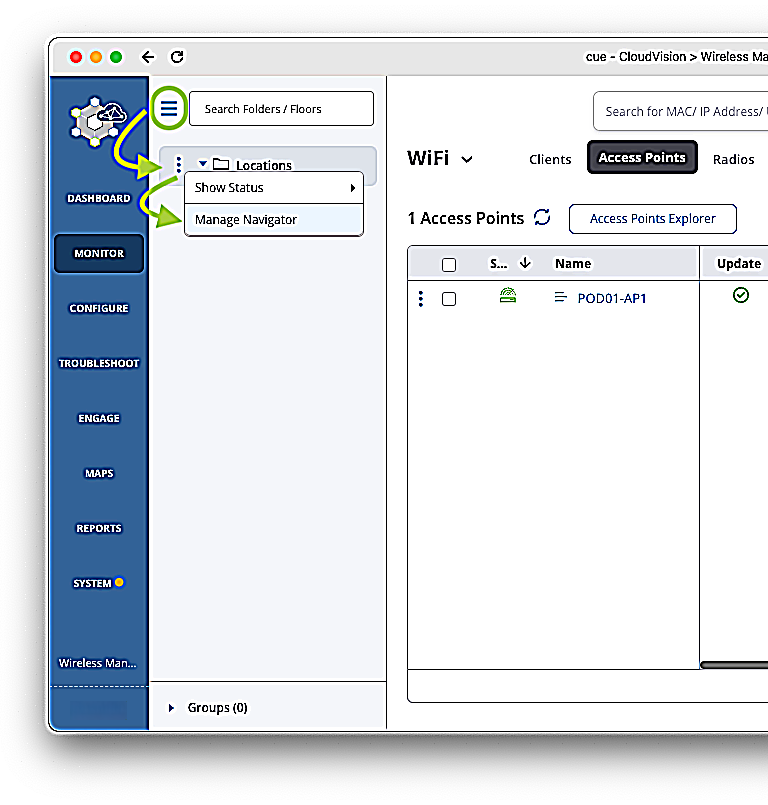 cue - CloudVision > Wireless Ma
Search Folders / Floors
Search for MAC/ IP Address/
Locations
Show Status
Manage Navigator
DASHBOARD
MONITOR
CONFIGURE
TROUBLESHOOT
ENGAGE
MAPS
REPORTS
SYSTEM
Wireless Man...
Groups (0)
WiFi
Clients
Access Points
Radios
1 Access Points
Access Points Explorer
S...
Name
Update
POD01-AP1